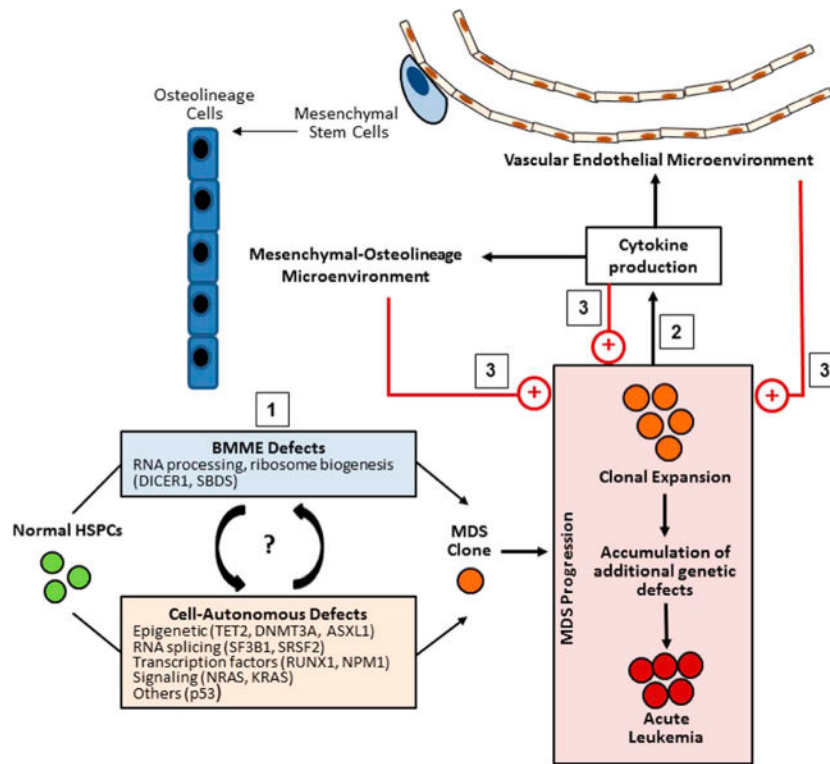 Osteolineage
Cells
Mesenchymal
Stem Cells
Vascular Endothelial Microenvironment
Mesenchymal-Osteolineage
Microenvironment
Cytokine
production
3
2
3
3
1
BMME Defects
RNA processing, ribosome biogenesis
(DICER1, SBDS)
Normal HSPCs
?
MDS
Clone
Cell-Autonomous Defects
Epigenetic (TET2, DNMT3A, ASXL1)
RNA splicing (SF3B1, SRSF2)
Transcription factors (RUNX1, NPM1)
Signaling (NRAS, KRAS)
Others (p53)
+
+
+
MDS Progression
Clonal Expansion
Accumulation of
additional genetic
defects
Acute
Leukemia